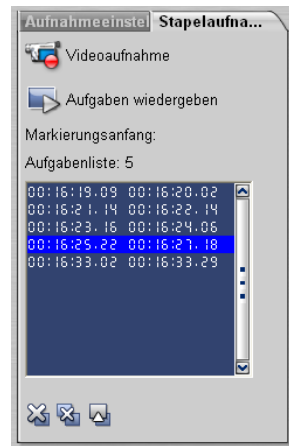 Aufnahmeeinstel Stapelaufna...
Videoaufnahme
Aufgaben wiedergeben
Markierungsanfang:
Aufgabenliste: 5
00:16:19.09 00:16:20.02
00:16:21.14 00:16:22.14
00:16:23.16 00:16:24.06
00:16:25.22 00:16:27.18
00:16:33.02 00:16:33.29